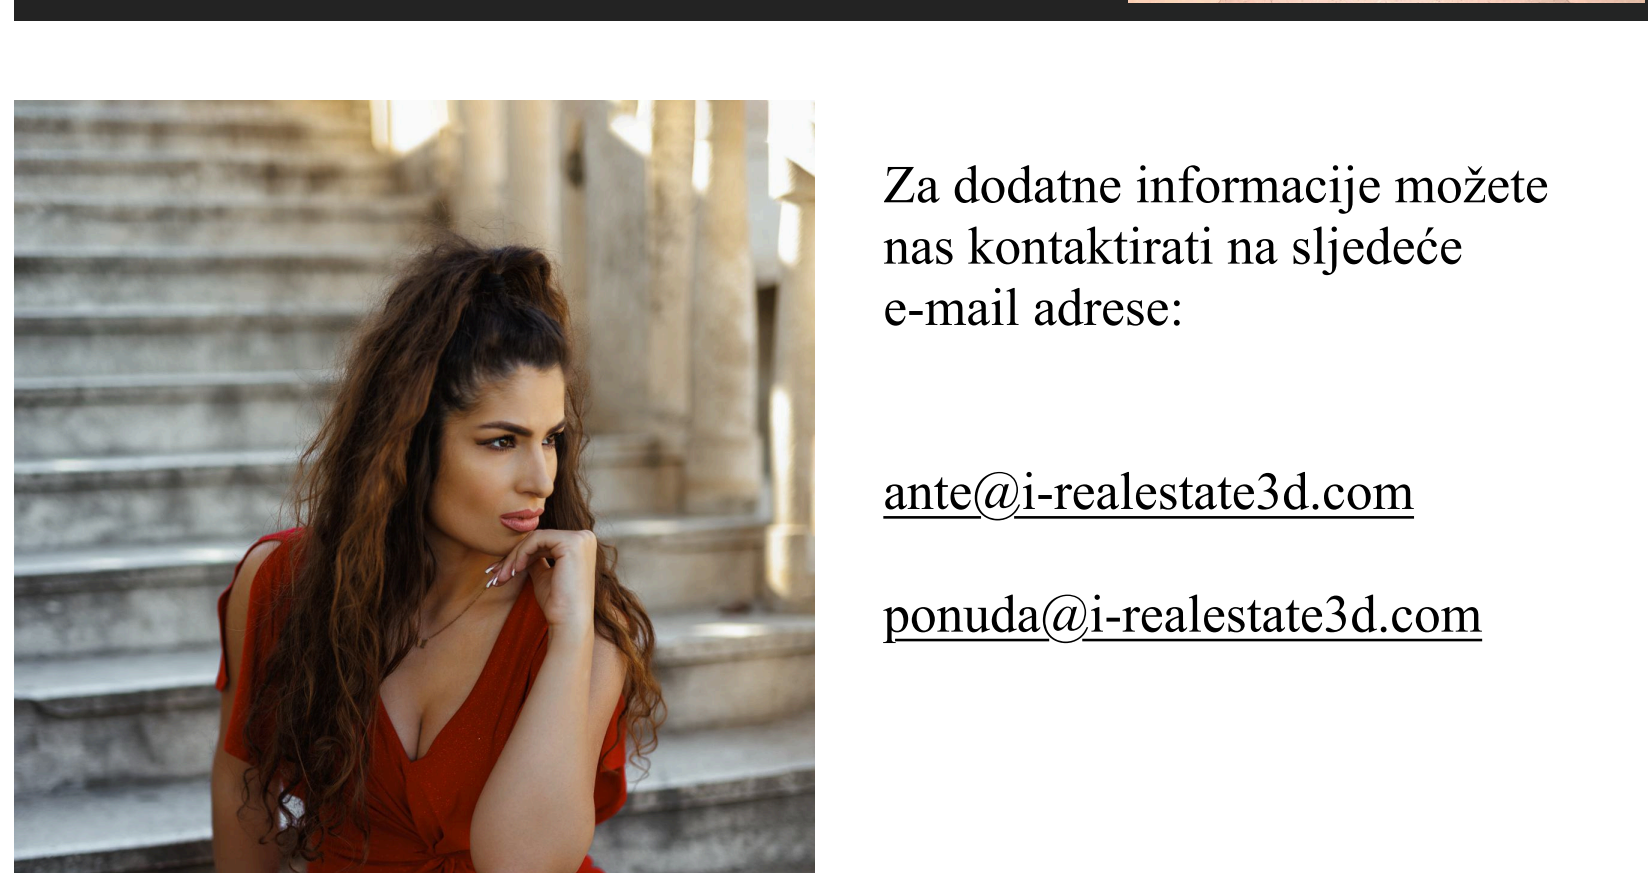 Za dodatne informacije možete
nas kontaktirati na sljedeće
e-mail adrese:
ante@i-realestate3d.com
ponuda@i-realestate3d.com